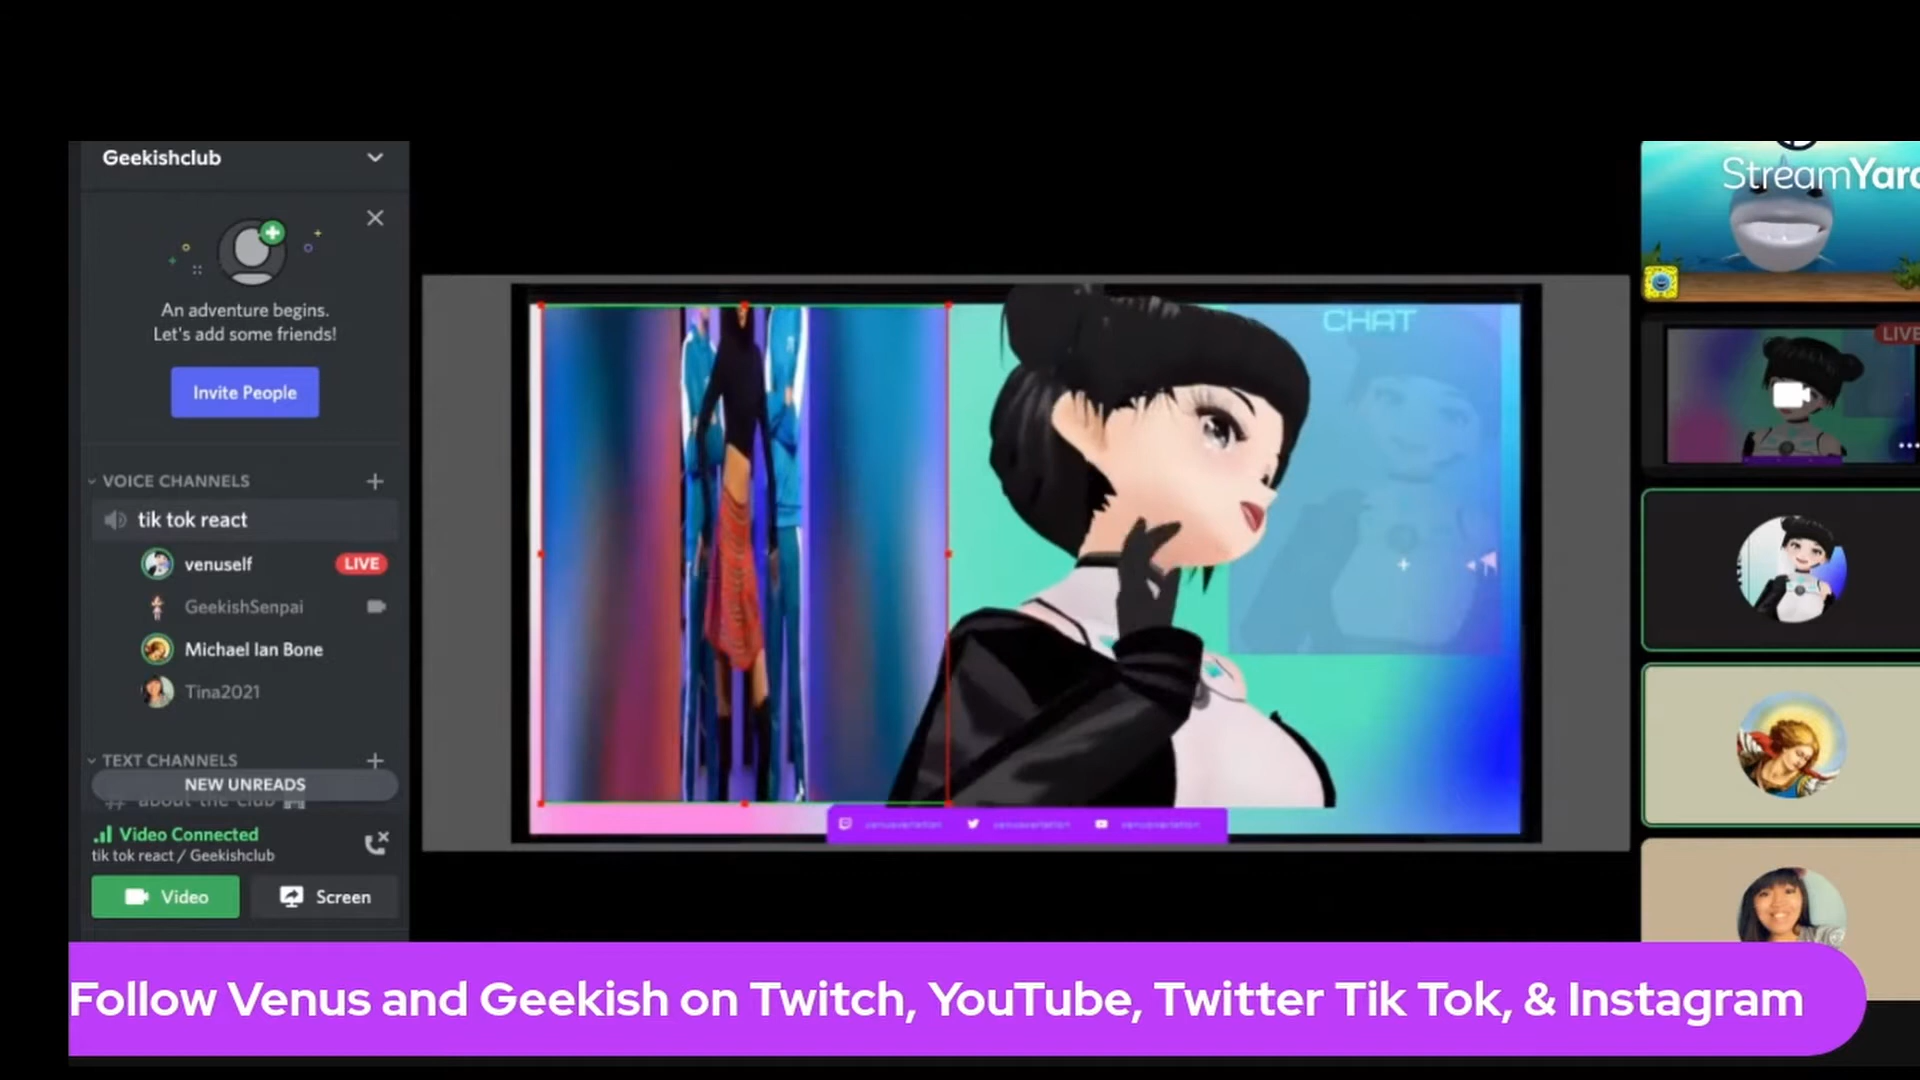 Geekishclub
An adventure begins.
Let's add some friends!
Invite People
VOICE CHANNELS
tik tok react
venuself
LIVE
GeekishSenpai
Michael Ian Bone
Tina2021
TEXT CHANNELS
NEW UNREADS
Video Connected
tik tok react / Geekishclub
Video
Screen
CHAT
StreamYard
LIVE
Follow Venus and Geekish on Twitch, YouTube, Twitter Tik Tok, & Instagram